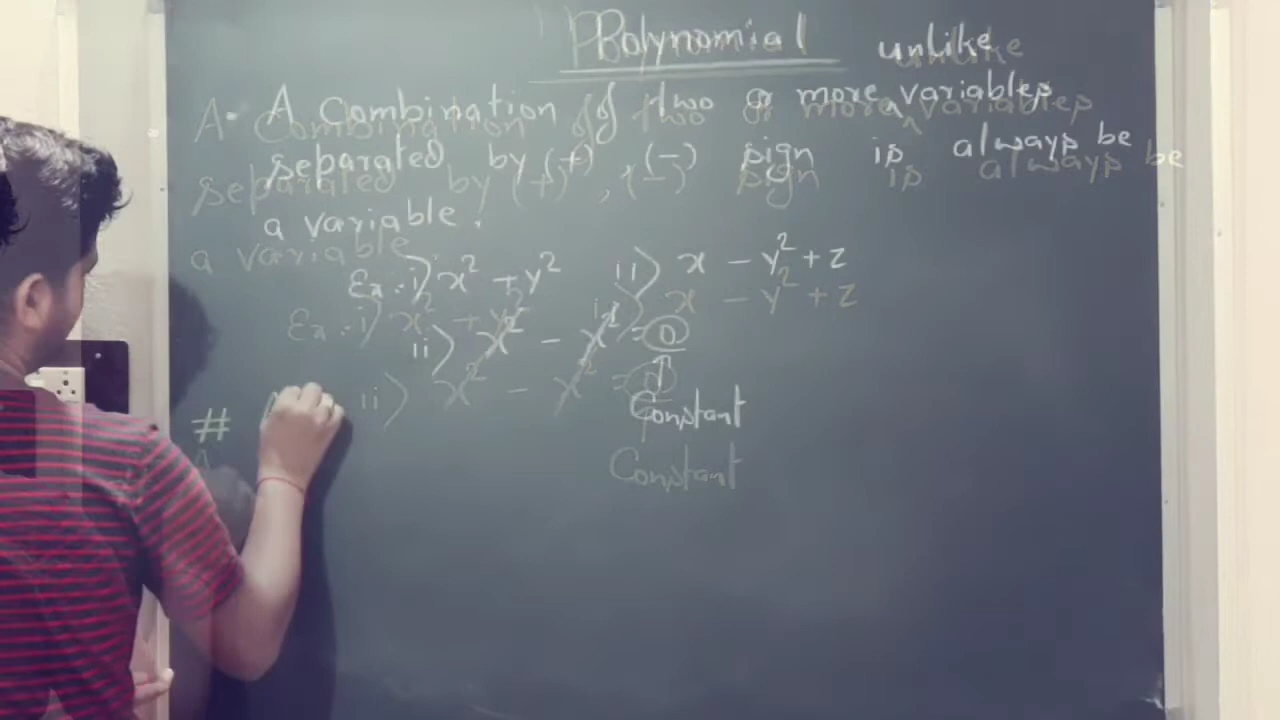 Polynomial
A Combination of two or more ^ unlike variables
separated by (+), (-) sign is always be
a variable.
Ex.: i) x² + y² ii) x - y² + z
ii) x² - x² = 0
↑
Constant
#